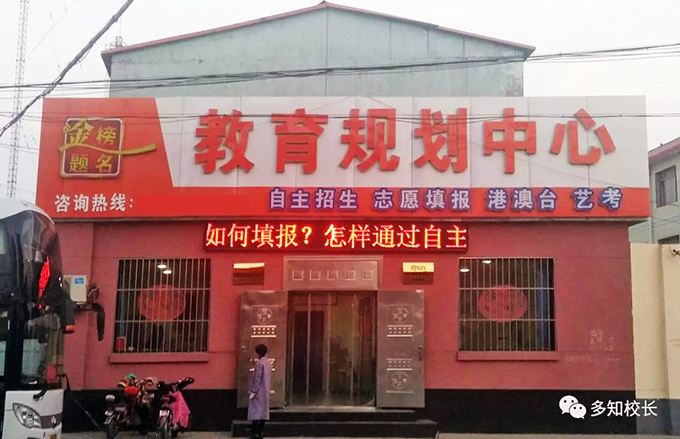 金榜
题名
教育规划中心
咨询热线:
自主招生 志愿填报 港澳台 艺考
如何填报?怎样通过自主
多知校长